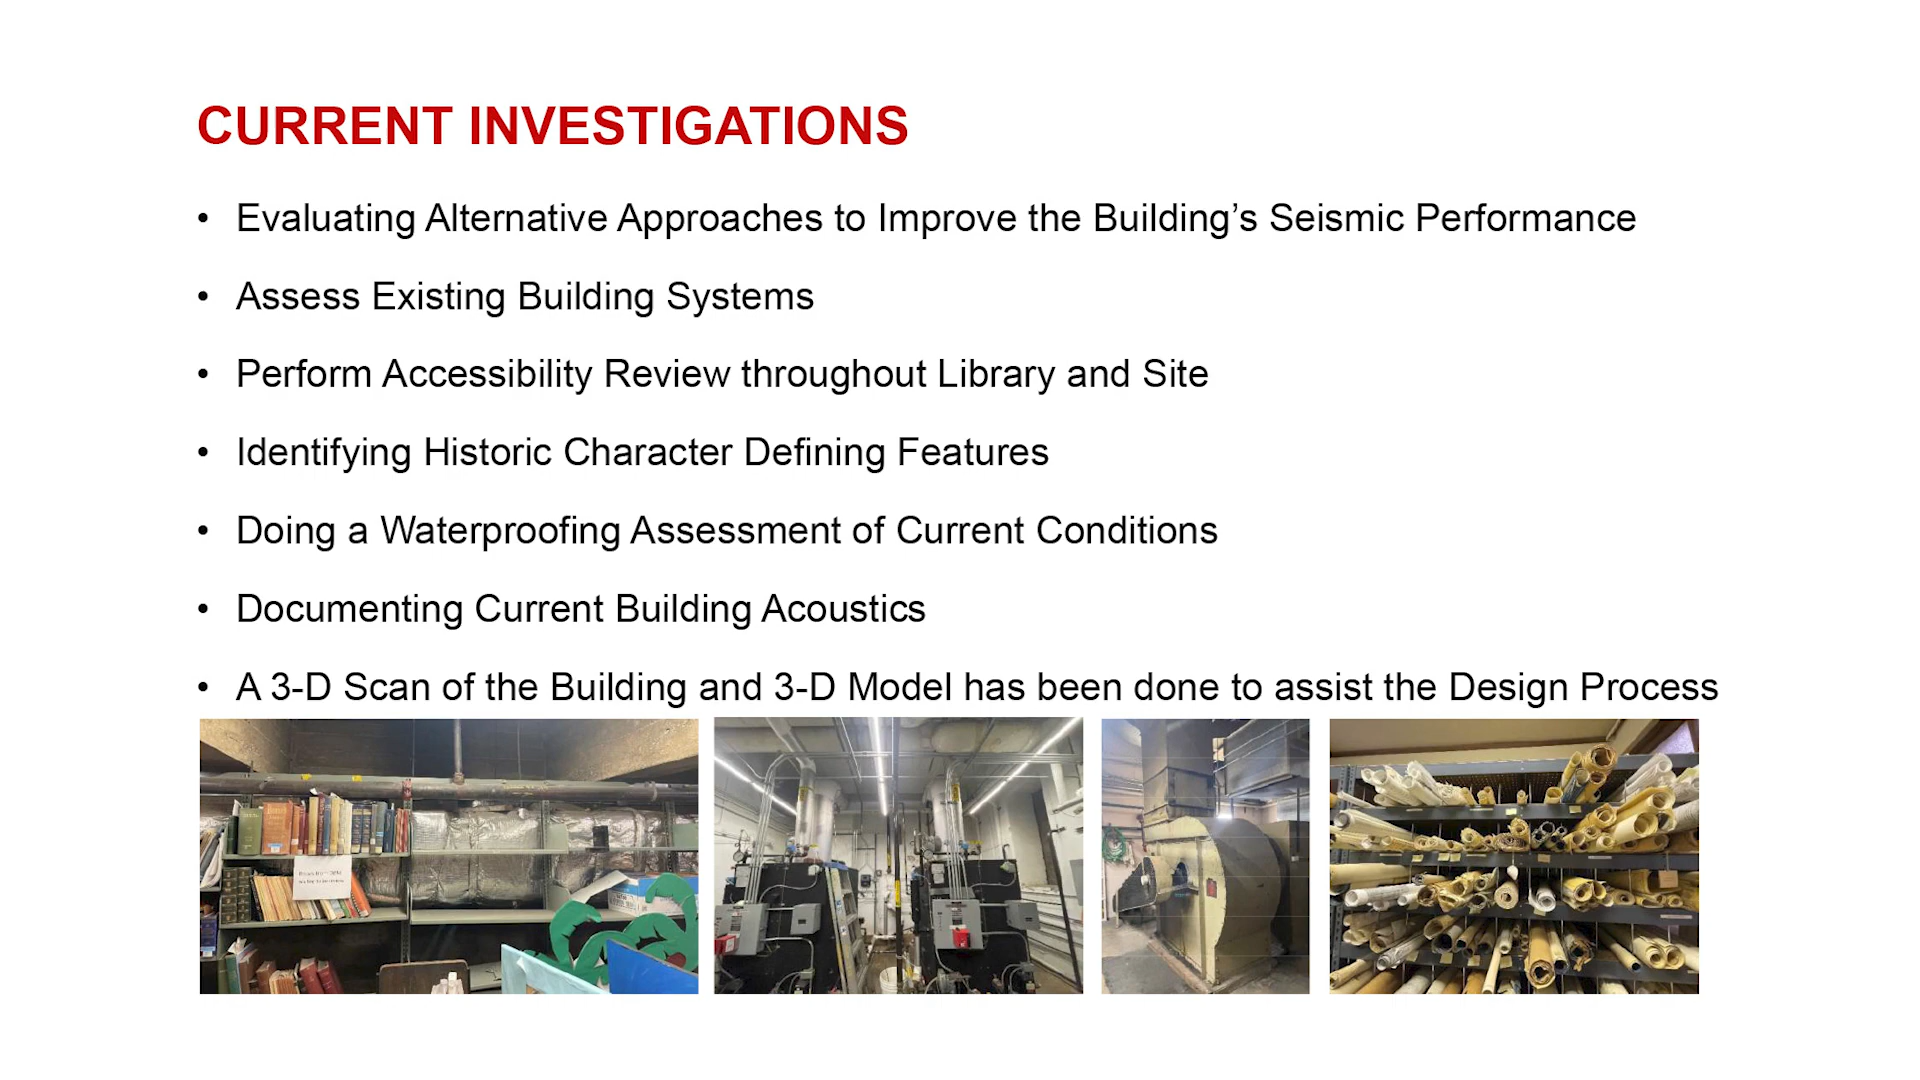 CURRENT INVESTIGATIONS
• Evaluating Alternative Approaches to Improve the Building’s Seismic Performance
• Assess Existing Building Systems
• Perform Accessibility Review throughout Library and Site
• Identifying Historic Character Defining Features
• Doing a Waterproofing Assessment of Current Conditions
• Documenting Current Building Acoustics
• A 3-D Scan of the Building and 3-D Model has been done to assist the Design Process